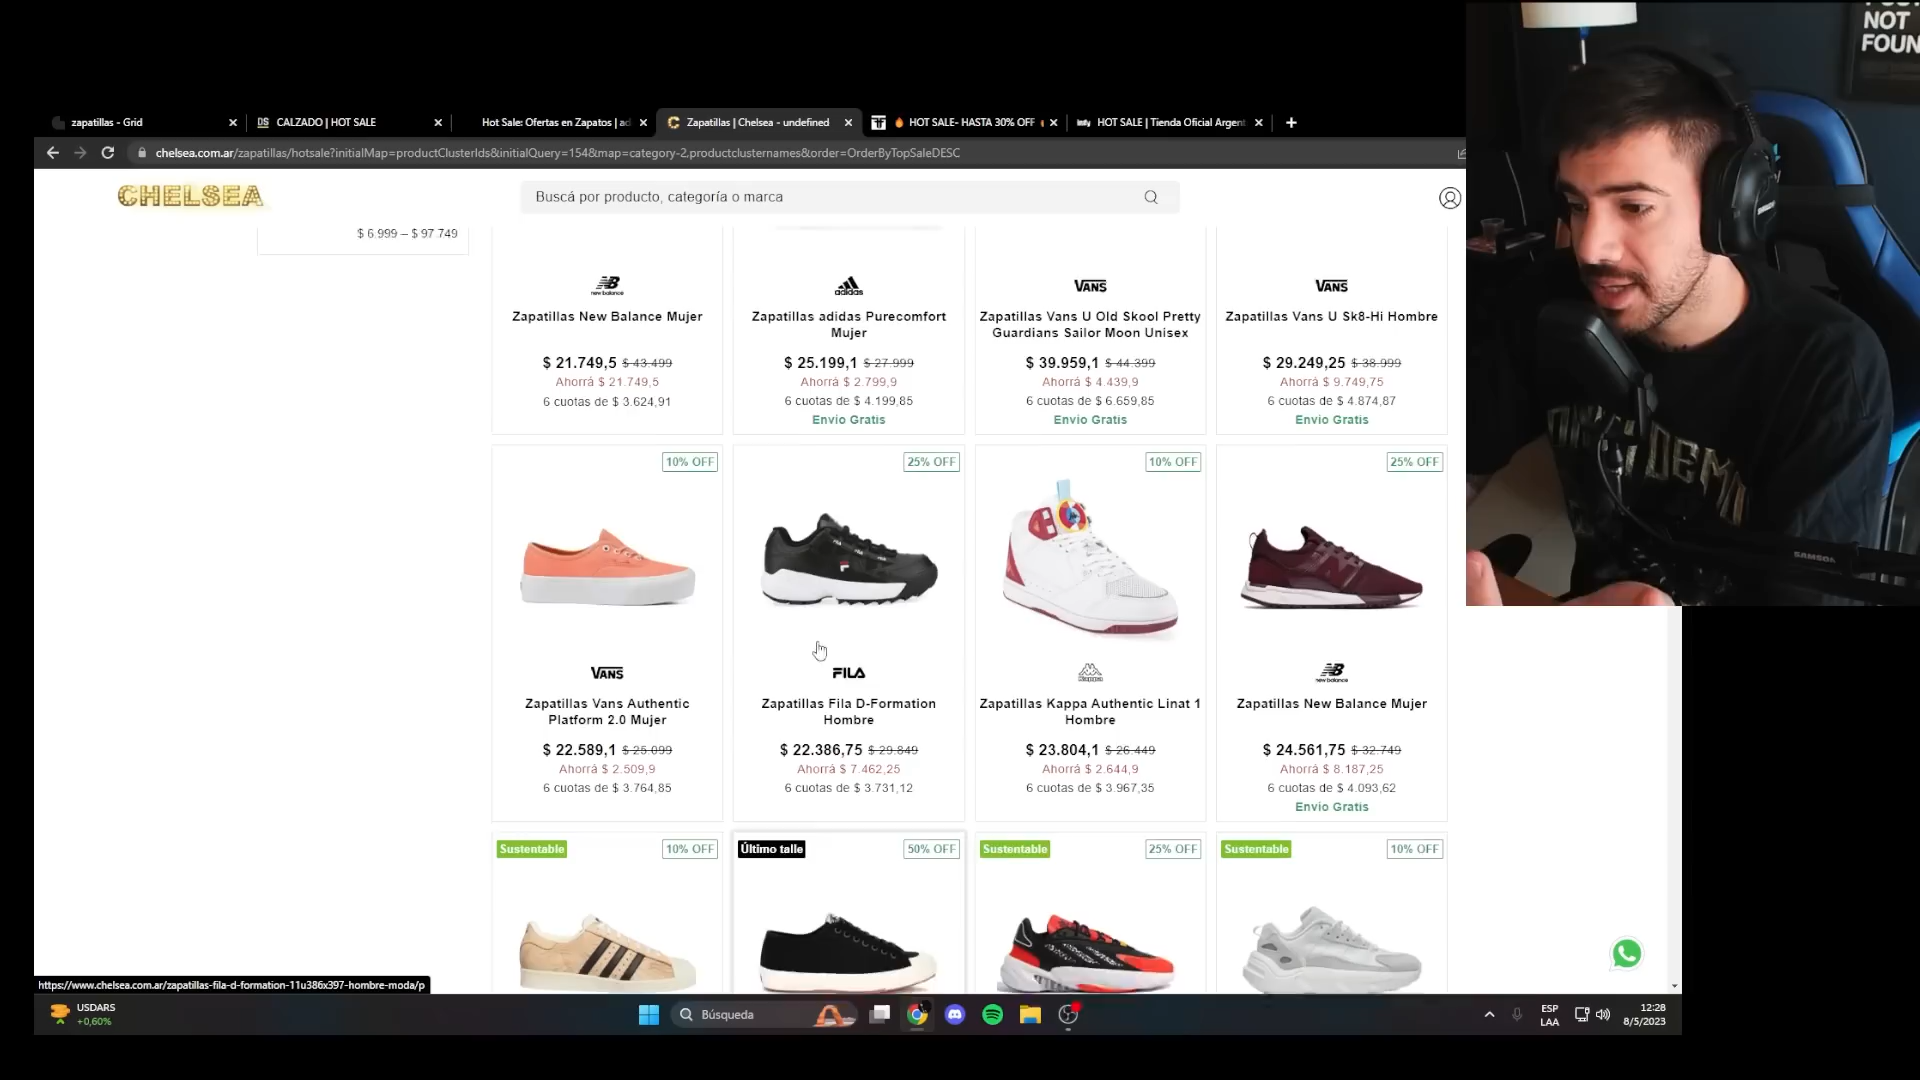 NOT
FOUN
zapatillas - Grid
CALZADO | HOT SALE
Hot Sale: Ofertas en Zapatos | ad
Zapatillas | Chelsea - undefined
HOT SALE- HASTA 30% OFF
HOT SALE | Tienda Oficial Argent
chelsea.com.ar/zapatillas/hotsale?initialMap=productClusterIds&initialQuery=154&map=category-2,productclusternames&order=OrderByTopSaleDESC
CHELSEA
Buscá por producto, categoría o marca
$ 6.999 – $ 97.749
new balance
adidas
VANS
VANS
Zapatillas New Balance Mujer
Zapatillas adidas Purecomfort
Mujer
Zapatillas Vans U Old Skool Pretty
Guardians Sailor Moon Unisex
Zapatillas Vans U Sk8-Hi Hombre
$ 21.749,5 $ 43.499
Ahorrá $ 21.749,5
6 cuotas de $ 3.624,91
$ 25.199,1 $ 27.999
Ahorrá $ 2.799,9
6 cuotas de $ 4.199,85
Envío Gratis
$ 39.959,1 $ 44.399
Ahorrá $ 4.439,9
6 cuotas de $ 6.659,85
Envío Gratis
$ 29.249,25 $ 38.999
Ahorrá $ 9.749,75
6 cuotas de $ 4.874,87
Envío Gratis
10% OFF
25% OFF
10% OFF
25% OFF
VANS
FILA
Kappa
new balance
Zapatillas Vans Authentic
Platform 2.0 Mujer
Zapatillas Fila D-Formation
Hombre
Zapatillas Kappa Authentic Linat 1
Hombre
Zapatillas New Balance Mujer
$ 22.589,1 $ 25.099
Ahorrá $ 2.509,9
6 cuotas de $ 3.764,85
$ 22.386,75 $ 29.849
Ahorrá $ 7.462,25
6 cuotas de $ 3.731,12
$ 23.804,1 $ 26.449
Ahorrá $ 2.644,9
6 cuotas de $ 3.967,35
$ 24.561,75 $ 32.749
Ahorrá $ 8.187,25
6 cuotas de $ 4.093,62
Envío Gratis
Sustentable
10% OFF
Último talle
50% OFF
Sustentable
25% OFF
Sustentable
10% OFF
SAMSON
https://www.chelsea.com.ar/zapatillas-fila-d-formation-11u386x397-hombre-moda/p
USDARS
+0,60%
Búsqueda
ESP
LAA
12:28
8/5/2023